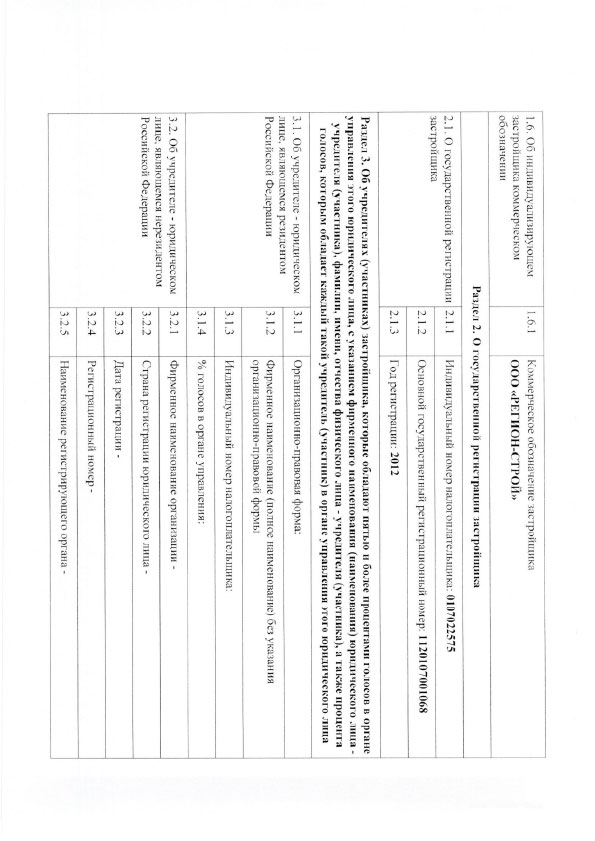 1.6. Об индивидуализирующем
застройщика коммерческом
обозначении
1.6.1
Коммерческое обозначение застройщика
ООО «РЕГИОН-СТРОЙ»
Раздел 2. О государственной регистрации застройщика
2.1. О государственной регистрации
застройщика
2.1.1
Индивидуальный номер налогоплательщика: 0107022575
2.1.2
Основной государственный регистрационный номер: 1120107001068
2.1.3
Год регистрации: 2012
Раздел 3. Об учредителях (участниках) застройщика, которые обладают пятью и более процентами голосов в органе
управления этого юридического лица, с указанием фирменного наименования (наименования) юридического лица -
учредителя (участника), фамилии, имени, отчества физического лица - учредителя (участника), а также процента
голосов, которым обладает каждый такой учредитель (участник) в органе управления этого юридического лица
3.1. Об учредителе - юридическом
лице, являющемся резидентом
Российской Федерации
3.1.1
Организационно-правовая форма:
3.1.2
Фирменное наименование (полное наименование) без указания
организационно-правовой формы
3.1.3
Индивидуальный номер налогоплательщика:
3.1.4
% голосов в органе управления:
3.2. Об учредителе - юридическом
лице, являющемся нерезидентом
Российской Федерации
3.2.1
Фирменное наименование организации -
3.2.2
Страна регистрации юридического лица -
3.2.3
Дата регистрации -
3.2.4
Регистрационный номер -
3.2.5
Наименование регистрирующего органа -